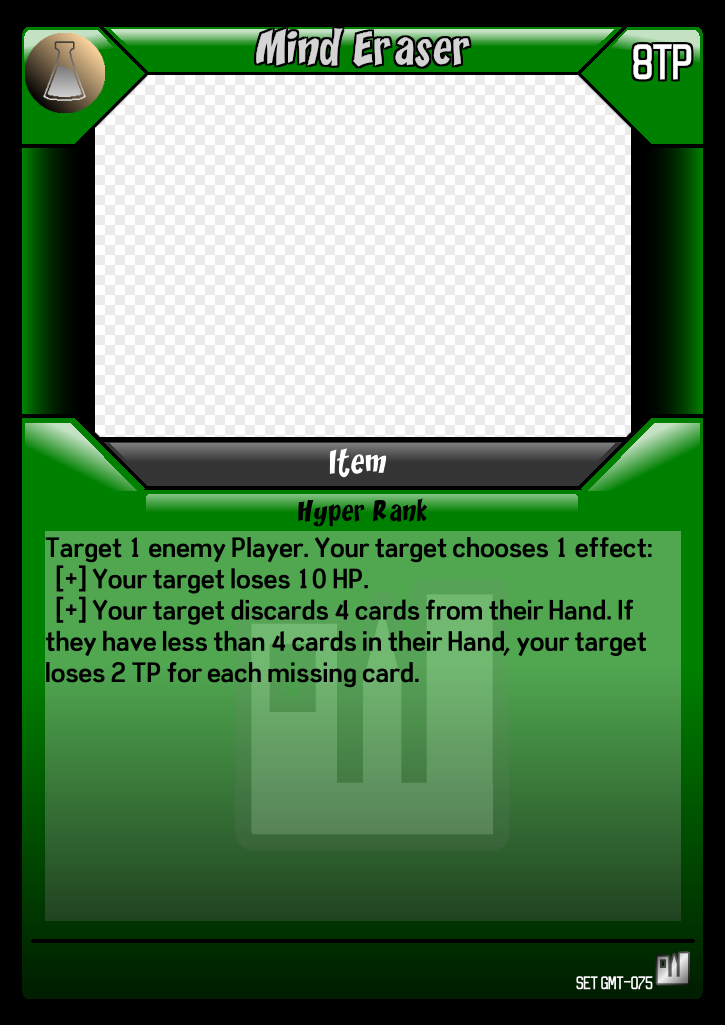 Mind Eraser
8TP
Item
Hyper Rank
Target 1 enemy Player. Your target chooses 1 effect:
[+] Your target loses 10 HP.
[+] Your target discards 4 cards from their Hand. If
they have less than 4 cards in their Hand, your target
loses 2 TP for each missing card.
SET GMT-075